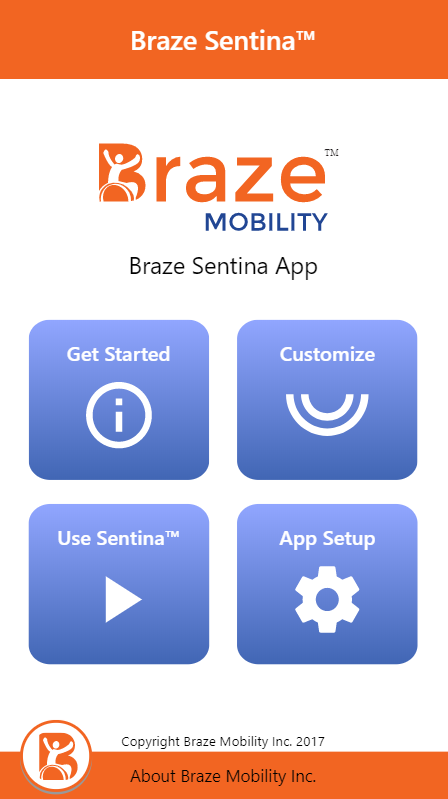 Braze Sentina™
Braze™
MOBILITY
Braze Sentina App
Get Started
Customize
Use Sentina™
App Setup
Copyright Braze Mobility Inc. 2017
About Braze Mobility Inc.